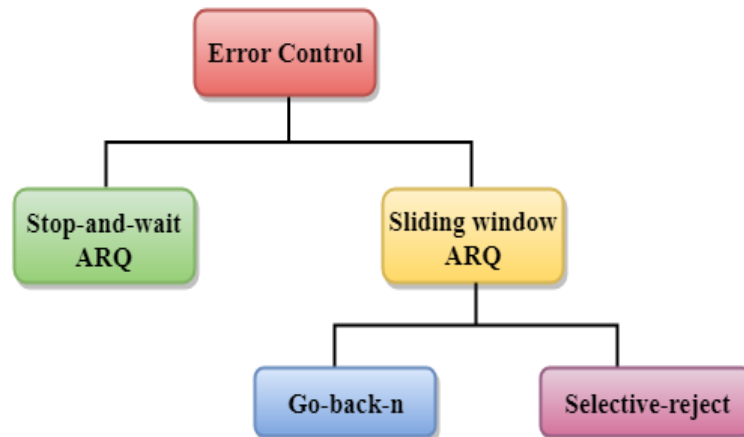 Error Control
Stop-and-wait
ARQ
Sliding window
ARQ
Go-back-n
Selective-reject